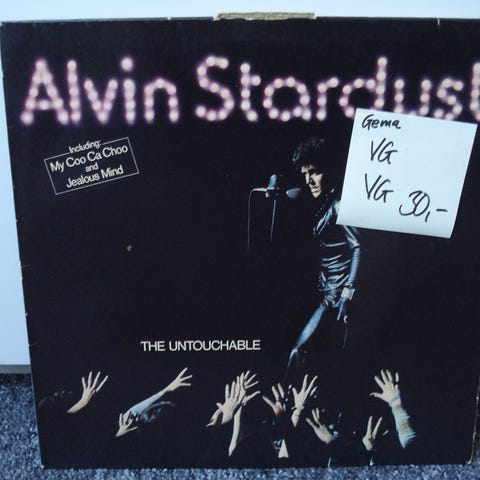 Alvin Stardust
Including:
My Coo Ca Choo
and
Jealous Mind
Gema
VG
VG 30,-
THE UNTOUCHABLE